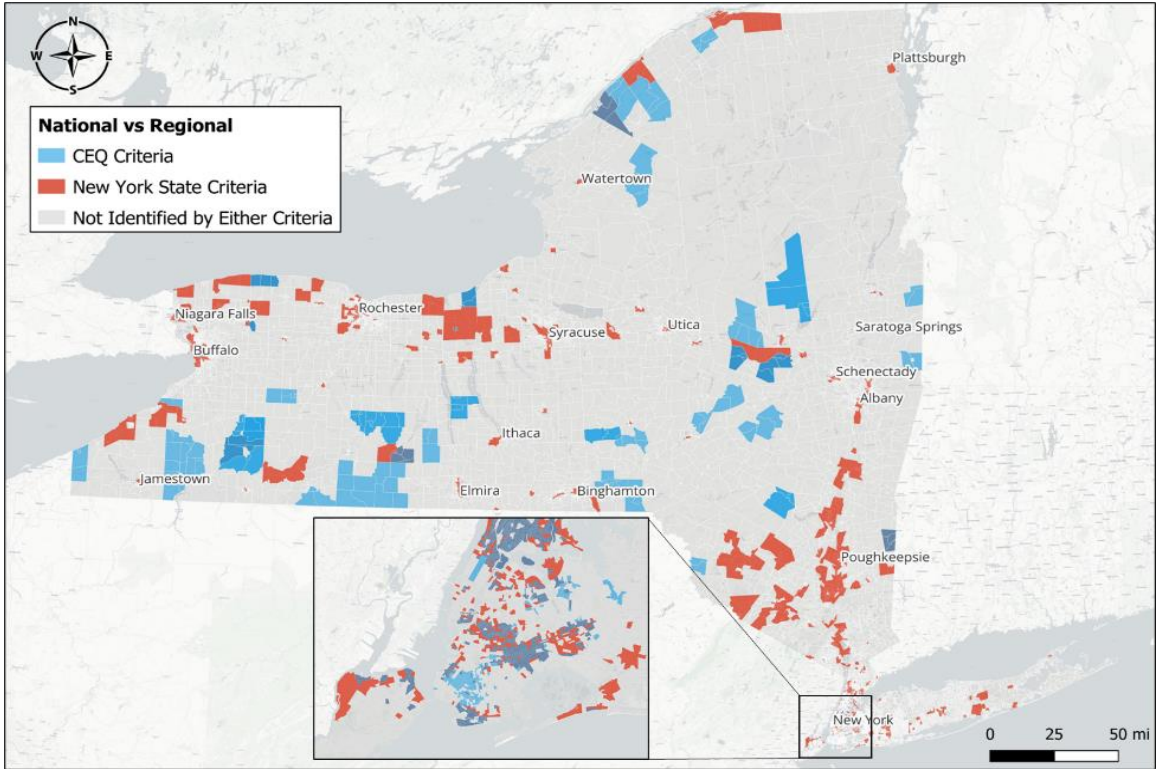 N
W E
S
National vs Regional
CEQ Criteria
New York State Criteria
Not Identified by Either Criteria
Plattsburgh
Watertown
Niagara Falls
Rochester
Syracuse
Utica
Saratoga Springs
Buffalo
Schenectady
Albany
Ithaca
Jamestown
Elmira
Binghamton
Poughkeepsie
New York
0 25 50 mi